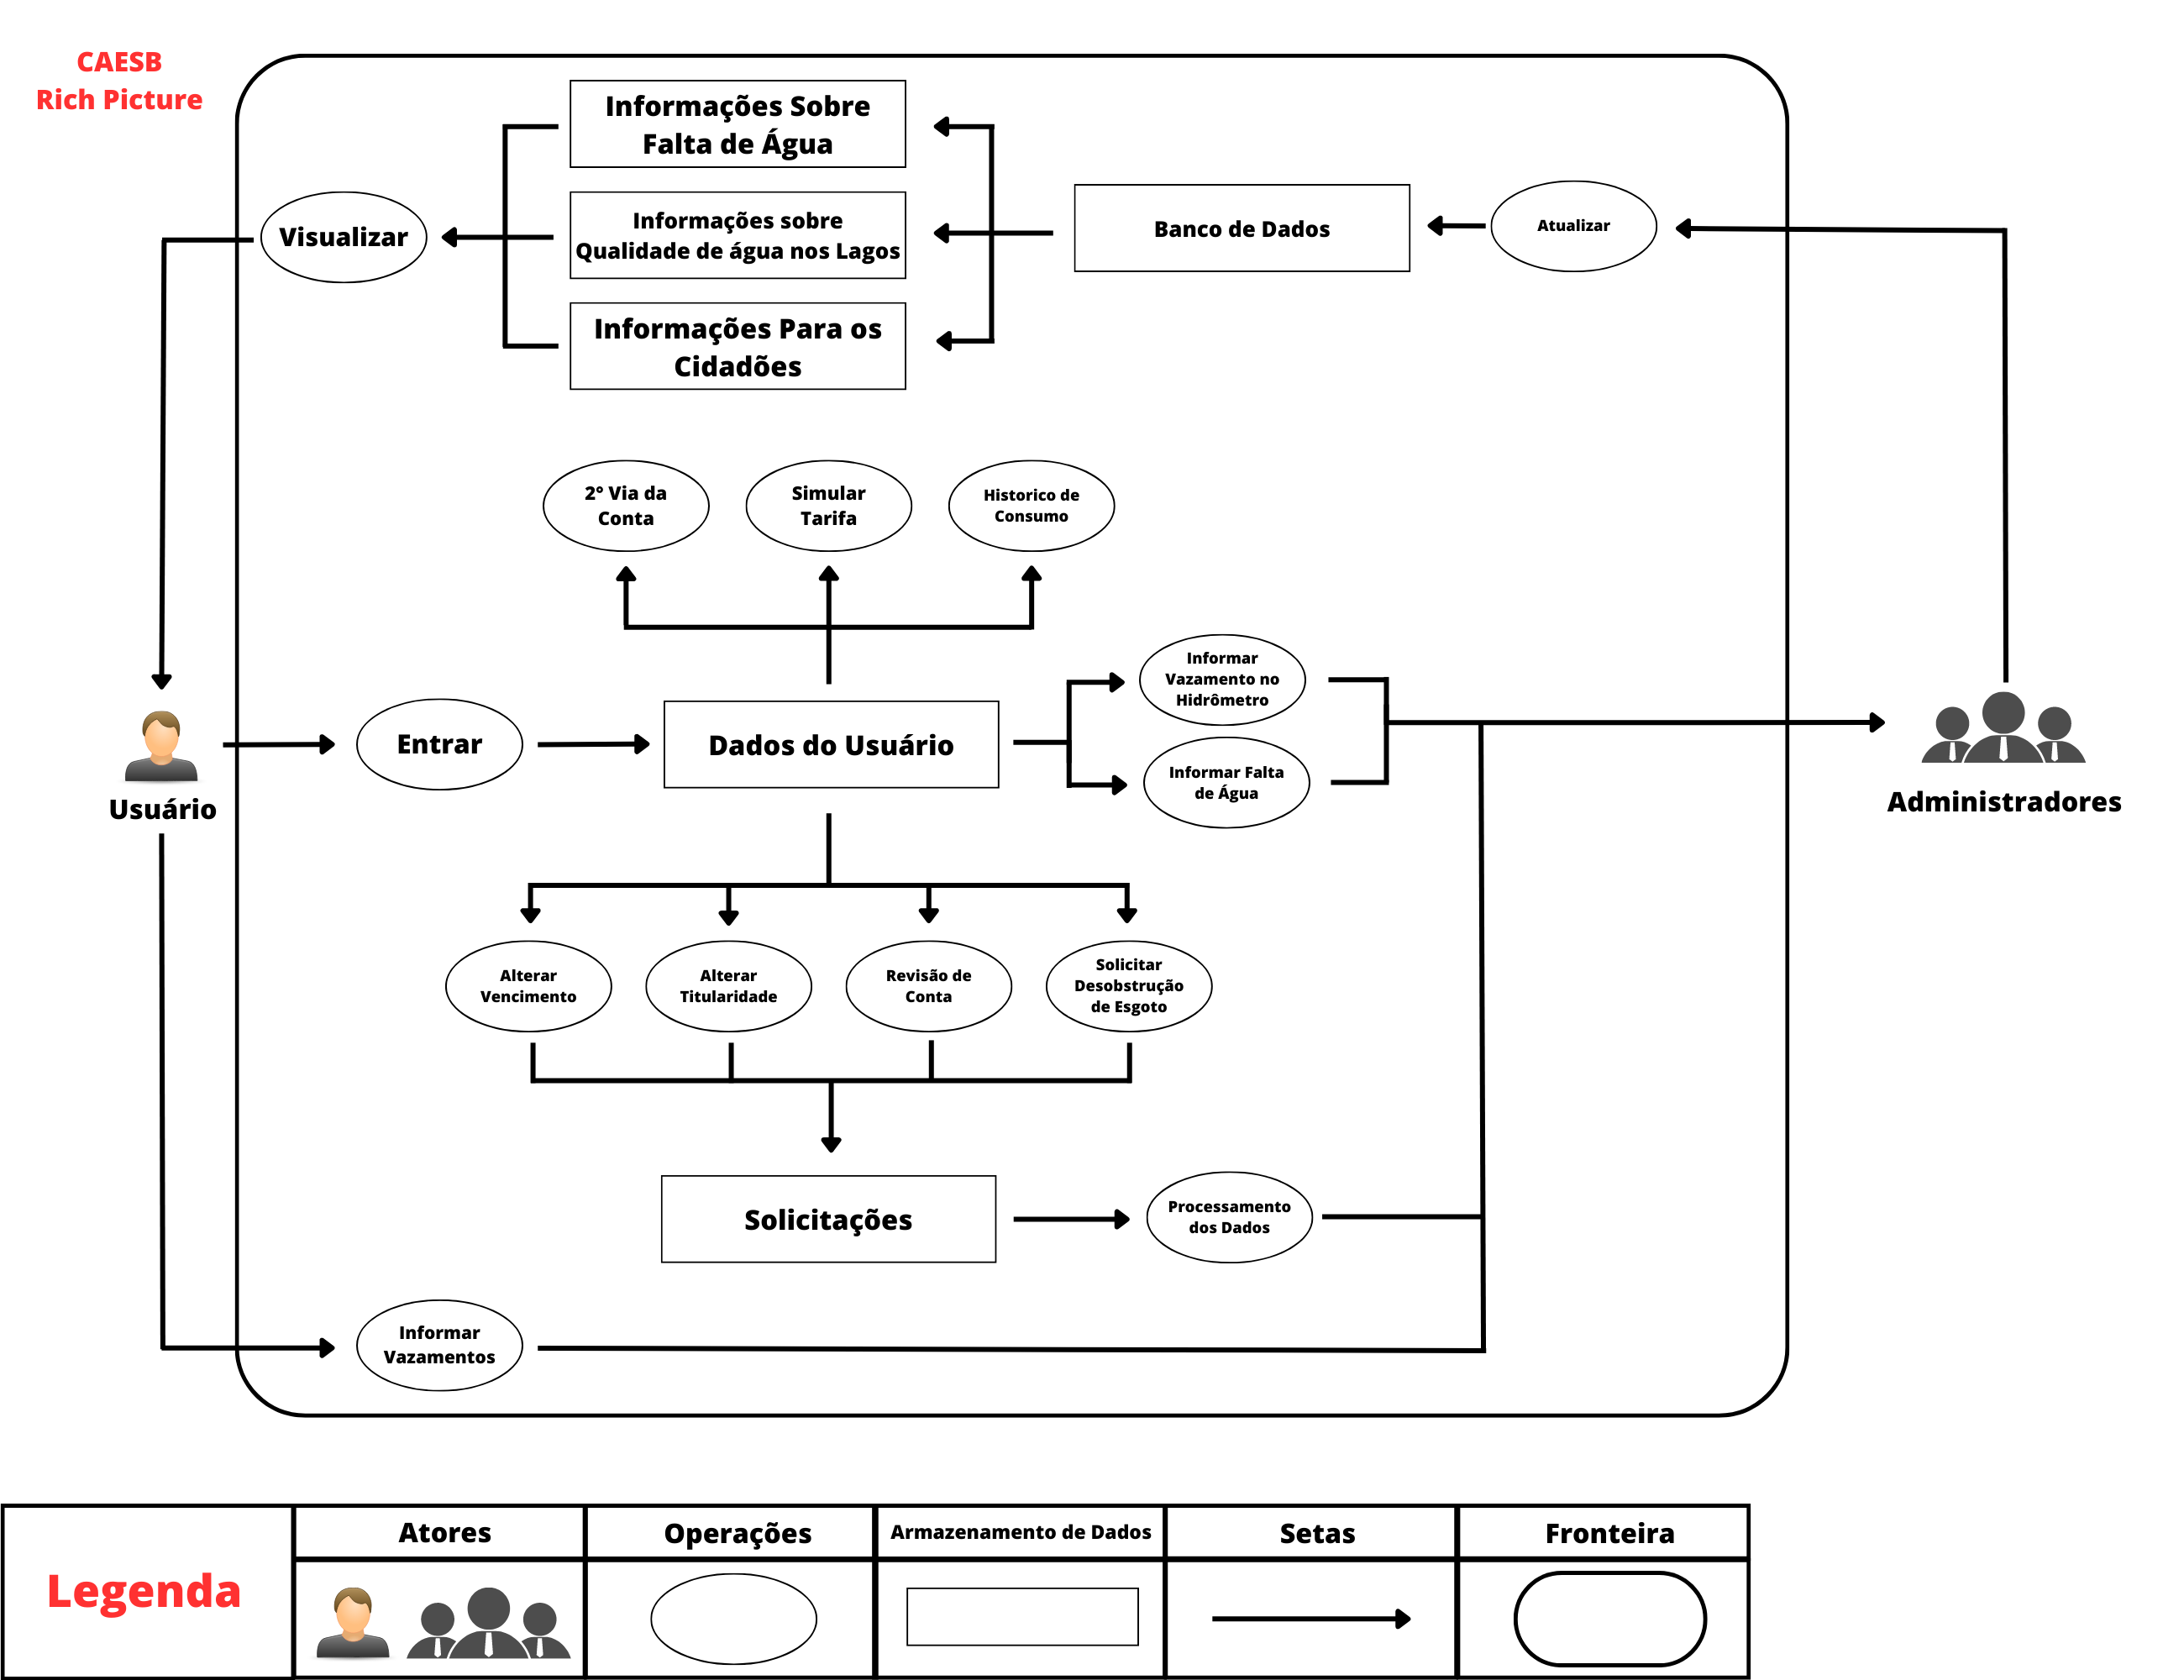 CAESB
Rich Picture
Informações Sobre
Falta de Água
Informações sobre
Qualidade de água nos Lagos
Informações Para os
Cidadões
Visualizar
Banco de Dados
Atualizar
2° Via da
Conta
Simular
Tarifa
Historico de
Consumo
Informar
Vazamento no
Hidrômetro
Informar Falta
de Água
Entrar
Dados do Usuário
Usuário
Administradores
Alterar
Vencimento
Alterar
Titularidade
Revisão de
Conta
Solicitar
Desobstrução
de Esgoto
Solicitações
Processamento
dos Dados
Informar
Vazamentos
Legenda
Atores
Operações
Armazenamento de Dados
Setas
Fronteira